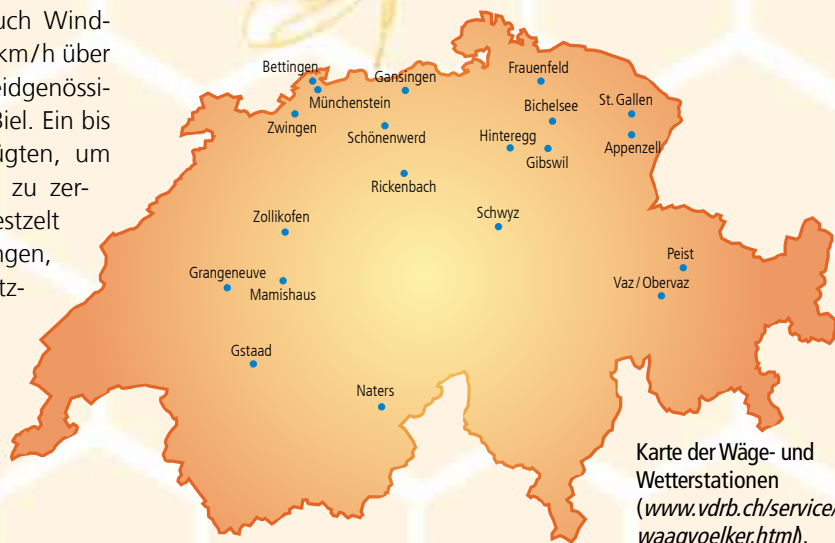 uch Wind-
km/h über
eidgenössi-
Biel. Ein bis
ügten, um
zu zer-
estzelt
ngen,
tz-
Bettingen
Münchenstein
Zwingen
Gansingen
Schönenwerd
Rickenbach
Frauenfeld
Bichelsee
Hinteregg
Gibswil
St. Gallen
Appenzell
Zollikofen
Schwyz
Grangeneuve
Mamishaus
Peist
Vaz/Obervaz
Gstaad
Naters
Karte der Wäge- und
Wetterstationen
(www.vdrb.ch/service/
waagvoelker.html).